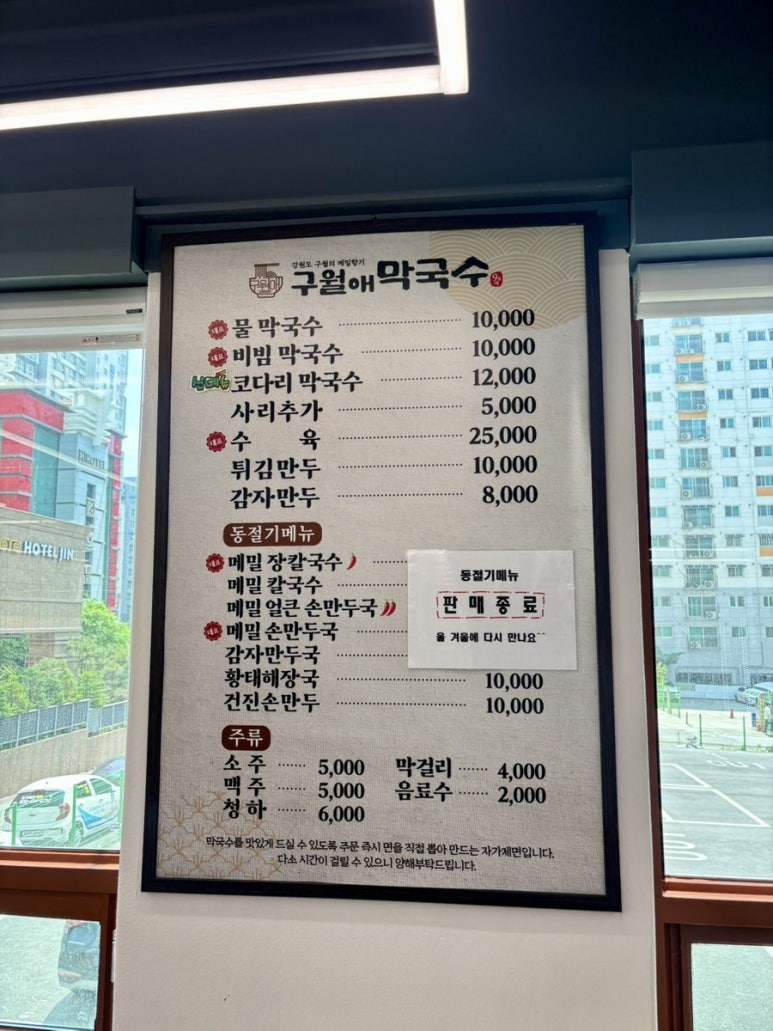 강원도 구월의 메밀향기
구월애 막국수
대표 물 막국수 10,000
대표 비빔 막국수 10,000
신메뉴 코다리 막국수 12,000
사리추가 5,000
대표 수 육 25,000
튀김만두 10,000
감자만두 8,000
동절기메뉴
대표 메밀 장칼국수
메밀 칼국수
메밀 얼큰 손만두국
대표 메밀 손만두국
감자만두국
황태해장국 10,000
건진손만두 10,000
동절기메뉴
판매종료
올 겨울에 다시 만나요^^
주류
소주 5,000
맥주 5,000
청하 6,000
막걸리 4,000
음료수 2,000
막국수를 맛있게 드실 수 있도록 주문 즉시 면을 직접 뽑아 만드는 자가제면입니다.
다소 시간이 걸릴 수 있으니 양해부탁드립니다.
HOTEL JIN